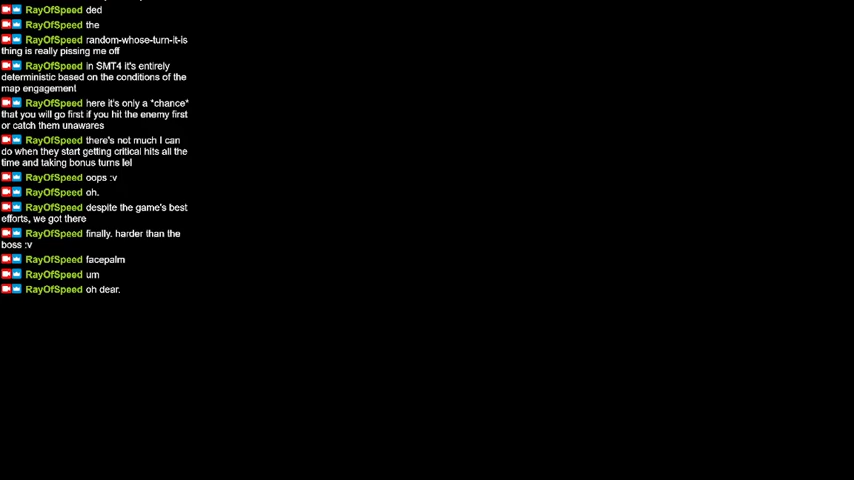 RayOfSpeed ded
RayOfSpeed the
RayOfSpeed random-whose-turn-it-is
thing is really pissing me off
RayOfSpeed in SMT4 it's entirely
deterministic based on the conditions of the
map engagement
RayOfSpeed here it's only a *chance*
that you will go first if you hit the enemy first
or catch them unawares
RayOfSpeed there's not much I can
do when they start getting critical hits all the
time and taking bonus turns lel
RayOfSpeed oops :v
RayOfSpeed oh.
RayOfSpeed despite the game's best
efforts, we got there
RayOfSpeed finally. harder than the
boss :v
RayOfSpeed facepalm
RayOfSpeed um
RayOfSpeed oh dear.